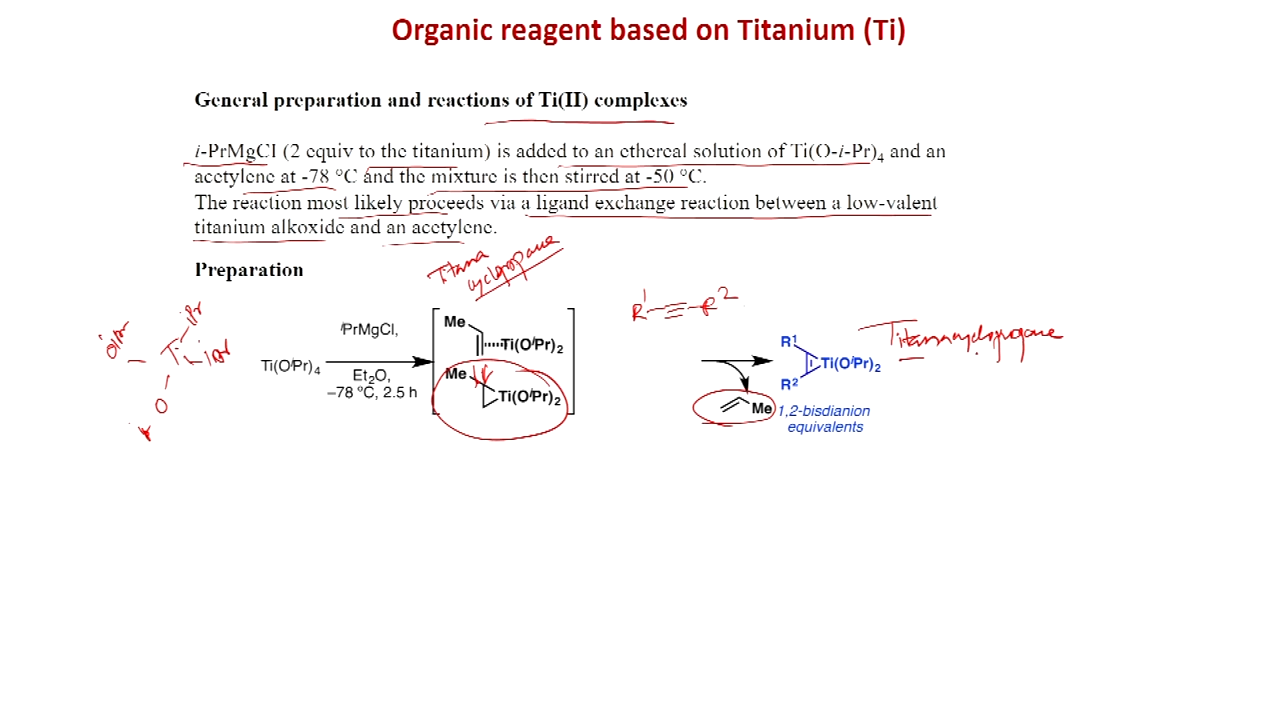 Organic reagent based on Titanium (Ti)
General preparation and reactions of Ti(II) complexes
i-PrMgCl (2 equiv to the titanium) is added to an ethereal solution of Ti(O-i-Pr)4 and an
acetylene at -78 °C and the mixture is then stirred at -50 °C.
The reaction most likely proceeds via a ligand exchange reaction between a low-valent
titanium alkoxide and an acetylene.
Preparation
Titana
cyclopropane
OiPr
iPr
Ti
O
Ti(OⁱPr)4
ⁱPrMgCl,
Et2O,
–78 °C, 2.5 h
Me
Ti(OⁱPr)2
Me
Ti(OⁱPr)2
R1
R2
Me
R1
Ti(OⁱPr)2
R2
1,2-bisdianion
equivalents
Titanacyclopropane